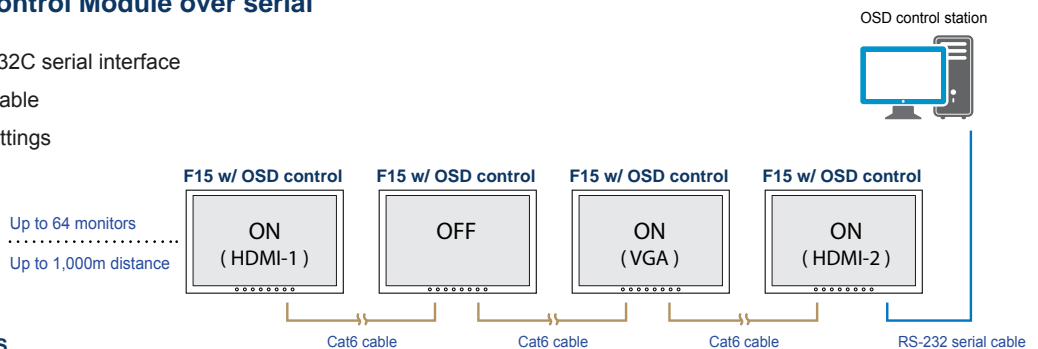 ontrol Module over serial
32C serial interface
able
ttings
OSD control station
F15 w/ OSD control F15 w/ OSD control F15 w/ OSD control F15 w/ OSD control
Up to 64 monitors
Up to 1,000m distance
ON
( HDMI-1 )
OFF
ON
( VGA )
ON
( HDMI-2 )
Cat6 cable Cat6 cable Cat6 cable RS-232 serial cable